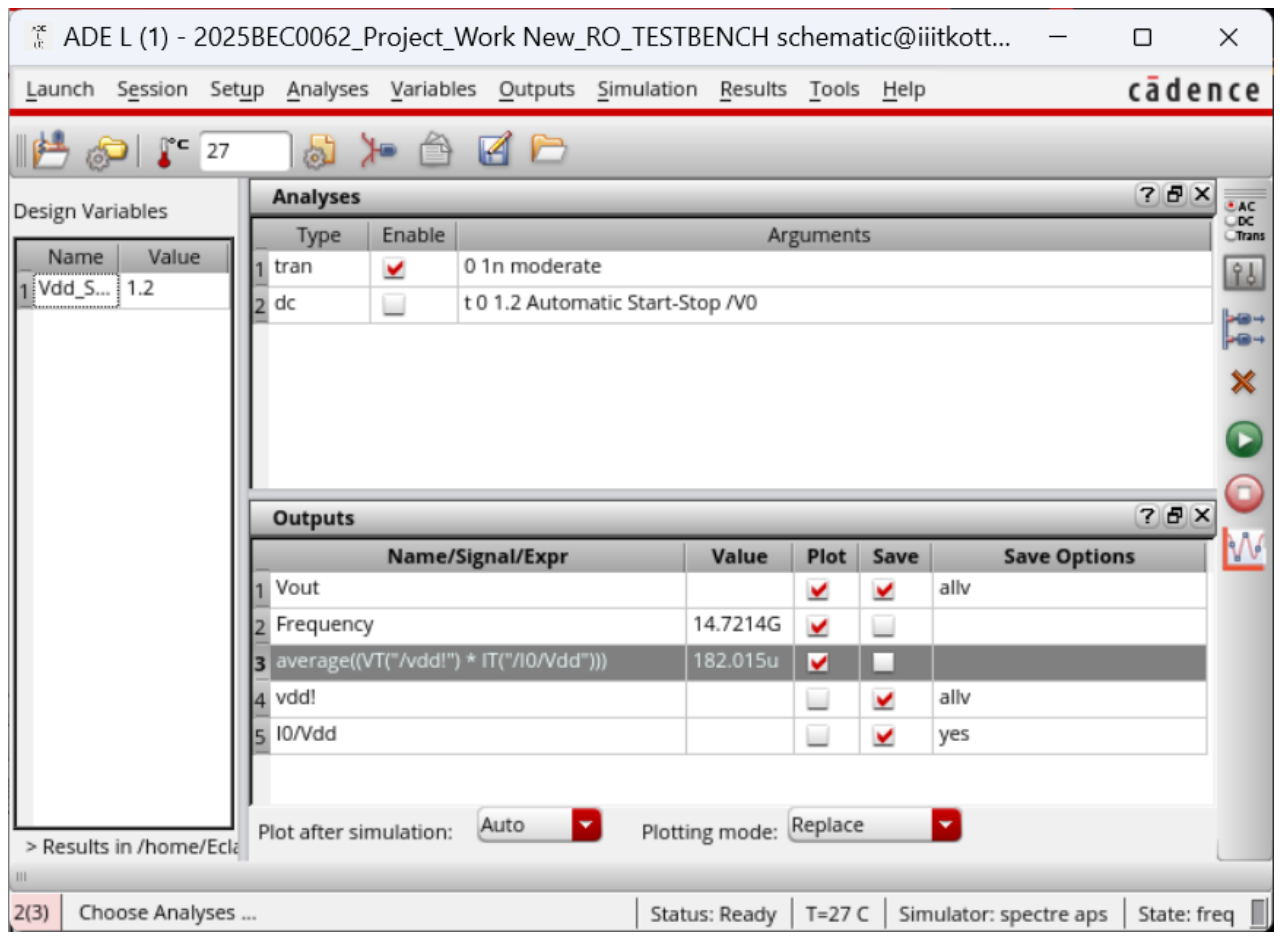 ADE L (1) - 2025BEC0062_Project_Work New_RO_TESTBENCH schematic@iiitkott...
Launch Session Setup Analyses Variables Outputs Simulation Results Tools Help cādence
°C 27
Design Variables
Name Value
1 Vdd_S... 1.2
> Results in /home/Ecla
Analyses
Type Enable Arguments
1 tran 0 1n moderate
2 dc t 0 1.2 Automatic Start-Stop /V0
AC
DC
Trans
Outputs
Name/Signal/Expr Value Plot Save Save Options
1 Vout allv
2 Frequency 14.7214G
3 average((VT("/vdd!") * IT("/I0/Vdd"))) 182.015u
4 vdd! allv
5 I0/Vdd yes
Plot after simulation: Auto Plotting mode: Replace
2(3) Choose Analyses ... Status: Ready T=27 C Simulator: spectre aps State: freq